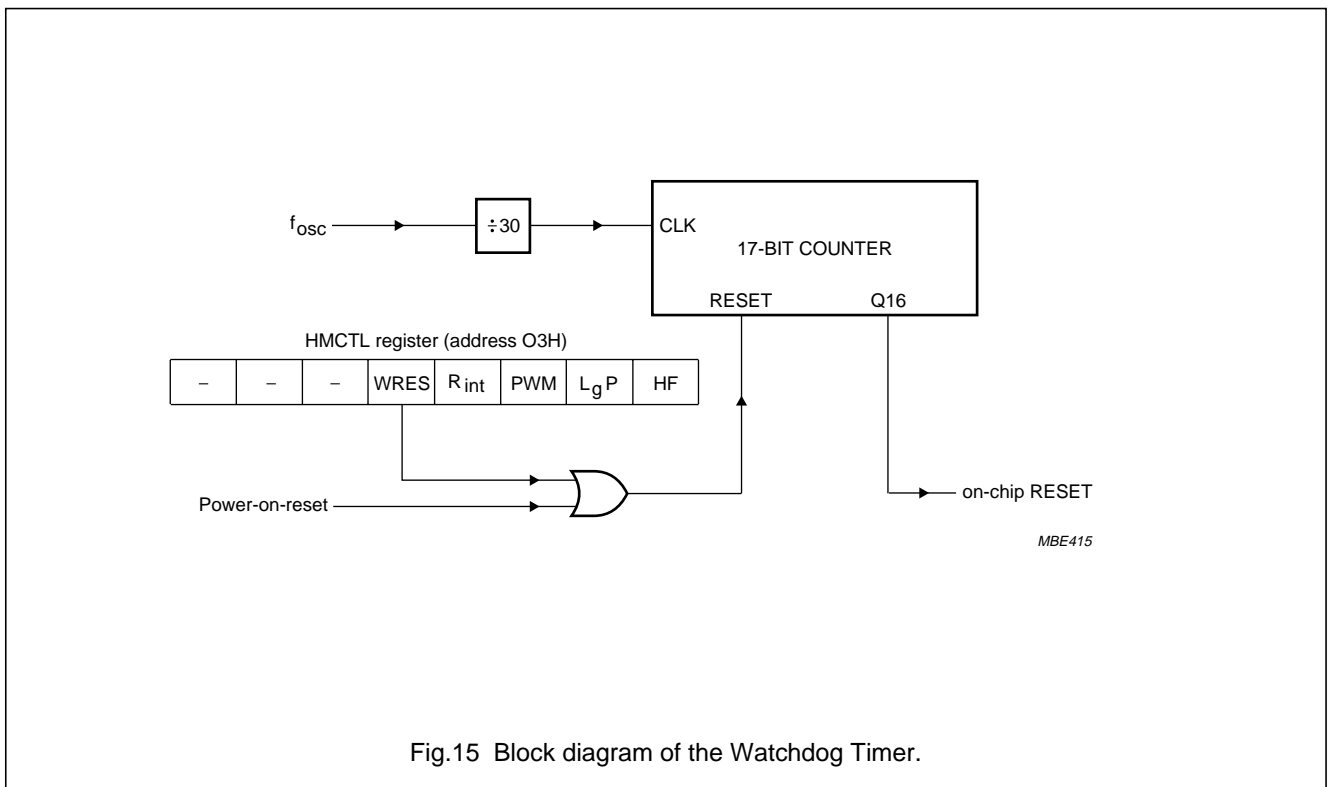 f_osc
÷30
CLK
17-BIT COUNTER
RESET Q16
HMCTL register (address O3H)
– – – WRES R_int PWM L_gP HF
Power-on-reset
on-chip RESET
MBE415
Fig.15 Block diagram of the Watchdog Timer.